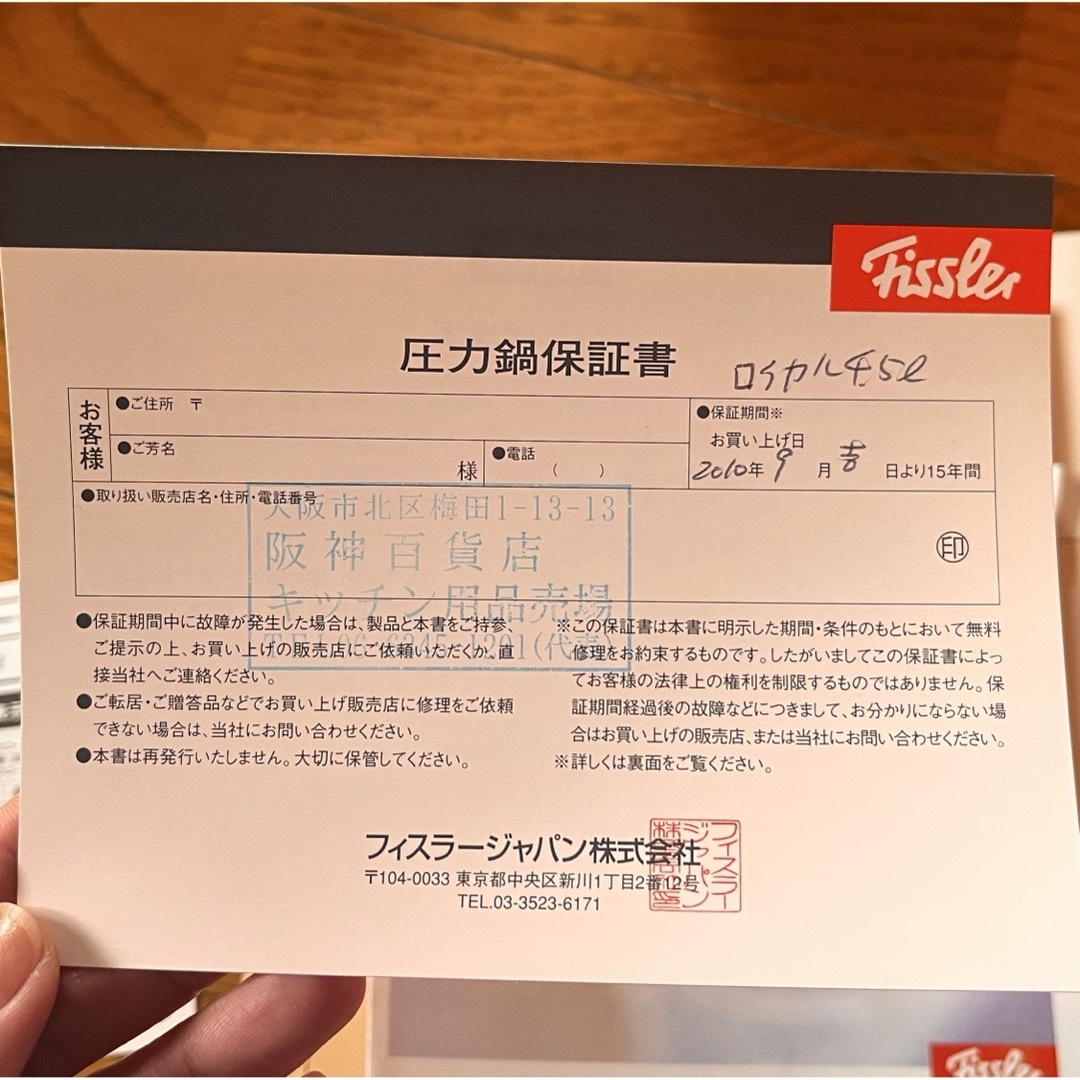 Fissler
圧力鍋保証書
ロイヤル4.5ℓ
お客様
●ご住所 〒
●ご芳名
様
●電話
( )
●保証期間※
お買い上げ日
2010年 9 月 吉 日より15年間
●取り扱い販売店名・住所・電話番号
大阪市北区梅田1-13-13
阪神百貨店
キッチン用品売場
TEL06-6345-1201(代表)
印
●保証期間中に故障が発生した場合は、製品と本書をご持参、
ご提示の上、お買い上げの販売店にご依頼いただくか、直
接当社へご連絡ください。
●ご転居・ご贈答品などでお買い上げ販売店に修理をご依頼
できない場合は、当社にお問い合わせください。
●本書は再発行いたしません。大切に保管してください。
※この保証書は本書に明示した期間・条件のもとにおいて無料
修理をお約束するものです。したがいましてこの保証書によっ
てお客様の法律上の権利を制限するものではありません。保
証期間経過後の故障などにつきまして、お分かりにならない場
合はお買い上げの販売店、または当社にお問い合わせください。
※詳しくは裏面をご覧ください。
フィスラージャパン株式会社
〒104-0033 東京都中央区新川1丁目2番12号
TEL.03-3523-6171
フィスラー
ジャパン
Fissler